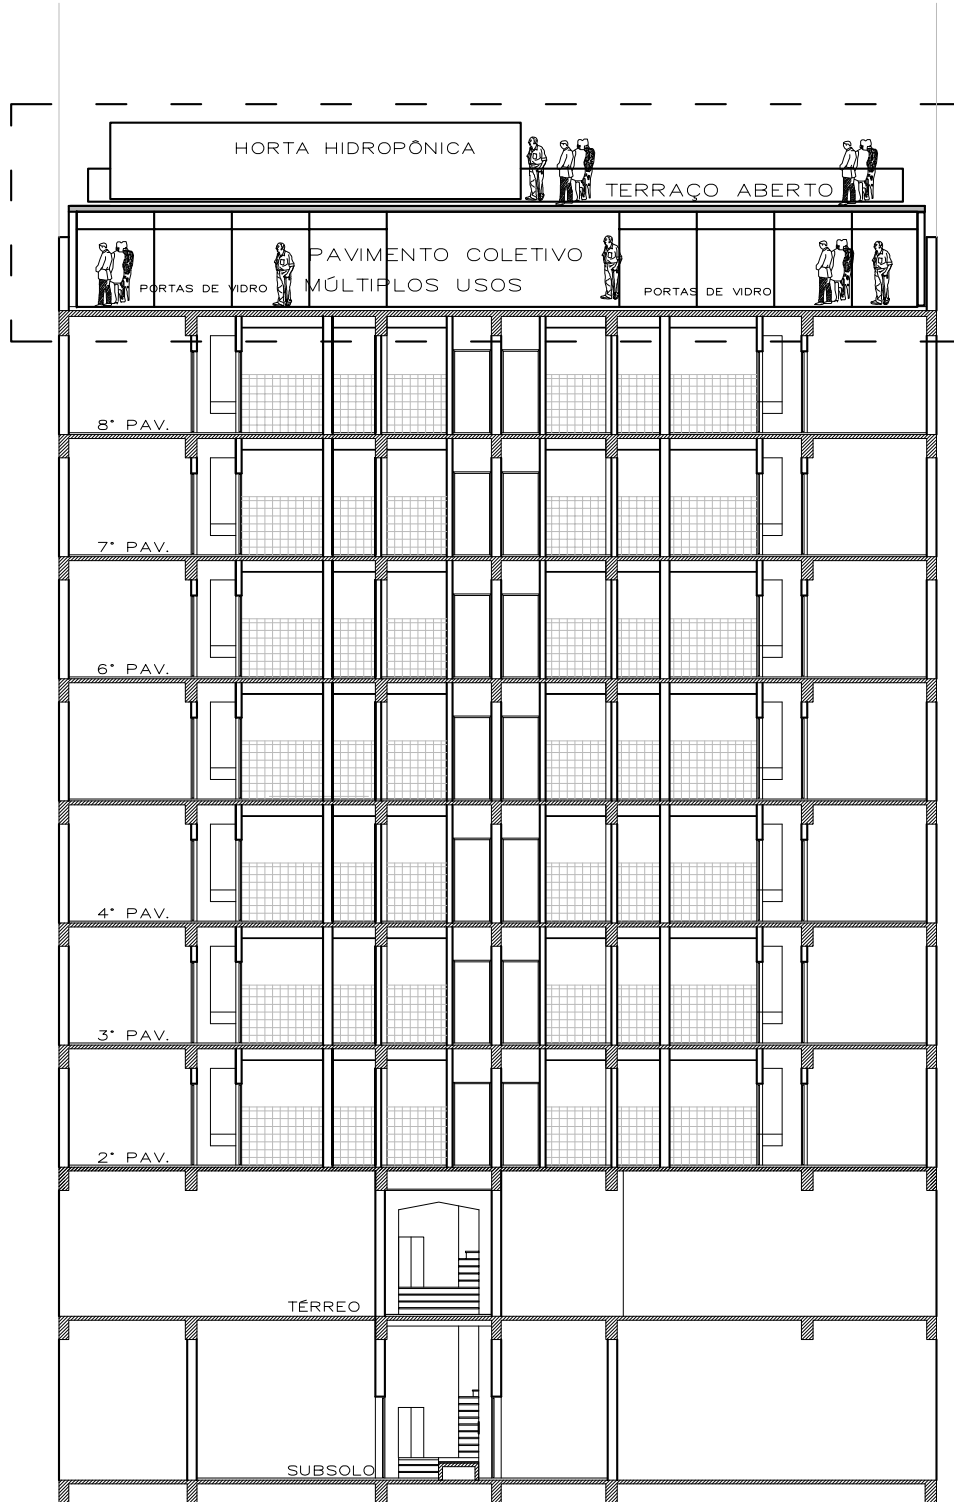 HORTA HIDROPÔNICA
TERRAÇO ABERTO
PAVIMENTO COLETIVO
MÚLTIPLOS USOS
PORTAS DE VIDRO
PORTAS DE VIDRO
8° PAV.
7° PAV.
6° PAV.
4° PAV.
3° PAV.
2° PAV.
TÉRREO
SUBSOLO